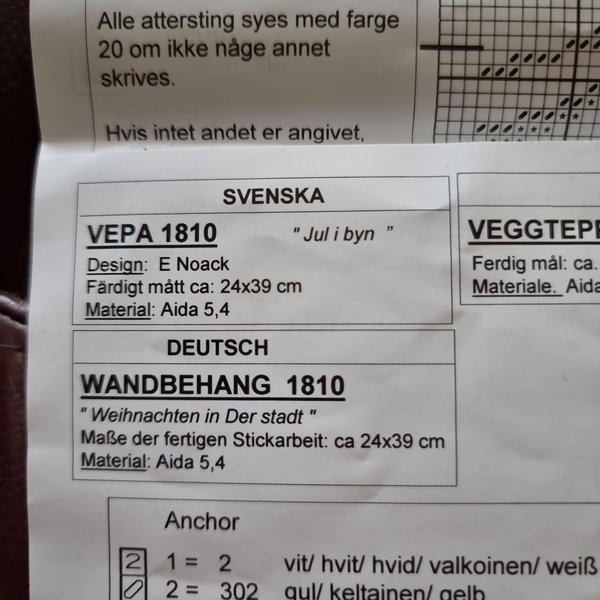 Alle attersting syes med farge
20 om ikke någe annet
skrives.
Hvis intet andet er angivet,
SVENSKA
VEPA 1810 " Jul i byn "
Design: E Noack
Färdigt mått ca: 24x39 cm
Material: Aida 5,4
VEGGTEPP
Ferdig mål: ca.
Materiale. Aida
DEUTSCH
WANDBEHANG 1810
" Weihnachten in Der stadt "
Maße der fertigen Stickarbeit: ca 24x39 cm
Material: Aida 5,4
Anchor
2 1 = 2 vit/ hvit/ hvid/ valkoinen/ weiß
2 = 302 gul/ keltainen/ gelb